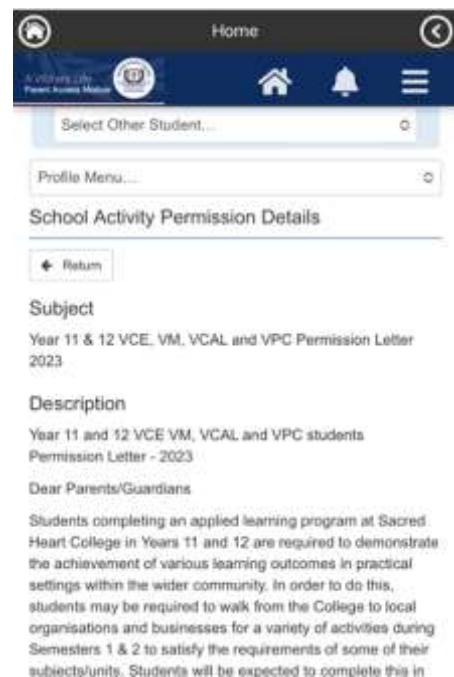 Home
Parent Access Module
Select Other Student...
Profile Menu...
School Activity Permission Details
Return
Subject
Year 11 & 12 VCE, VM, VCAL and VPC Permission Letter
2023
Description
Year 11 and 12 VCE VM, VCAL and VPC students
Permission Letter - 2023
Dear Parents/Guardians
Students completing an applied learning program at Sacred
Heart College in Years 11 and 12 are required to demonstrate
the achievement of various learning outcomes in practical
settings within the wider community. In order to do this,
students may be required to walk from the College to local
organisations and businesses for a variety of activities during
Semesters 1 & 2 to satisfy the requirements of some of their
subjects/units. Students will be expected to complete this in